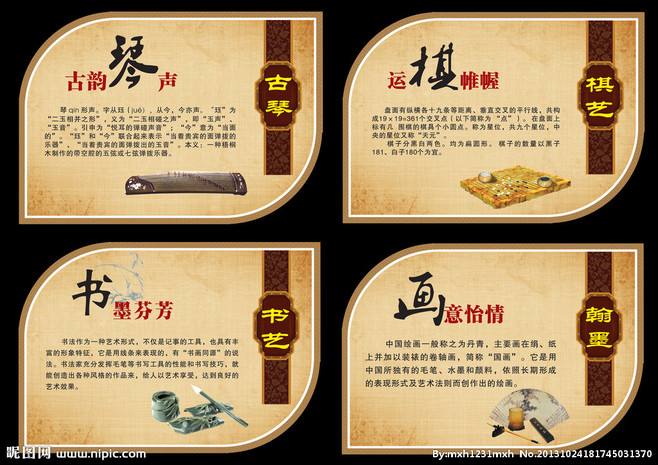 古韵琴声
琴 qin 形声。字从珏（jué），从今，今亦声。“珏”为
“二玉相并之形”，义为“二玉相碰之声”，即“玉声”、
“玉音”。引申为“悦耳的弹碰声音”；“今”意为“当面
的”。“珏”和“今”联合起来表示“当着贵宾的面弹拨
乐器”、“当着贵宾的面弹拨出的玉音”。本义：一种梧桐
木制作的带空腔的五弦或七弦弹拨乐器。
古琴
运棋帷幄
盘面有纵横各十九条等距离、垂直交叉的平行线，共构
成19×19=361个交叉点（以下简称为“点”）。在盘面上
标有几 围棋的棋具个小圆点。称为星位，共九个星位，中
央的星位又称“天元”。
棋子分黑白两色。均为扁圆形。 棋子的数量以黑子
181、白子180个为宜。
棋艺
书墨芬芳
书法作为一种艺术形式，不仅是记事的工具，也具有丰
富的形象特征，它是用线条来表现的，有“书画同源”的说
法。书法家充分发挥毛笔等书写工具的性能和书写技巧，就
能创造出各种风格的作品来，给人以艺术享受，达到良好的
艺术效果。
书艺
画意怡情
中国绘画一般称之为丹青，主要画在绢、纸
上并加以装裱的卷轴画，简称“国画”。它是用
中国所独有的毛笔、水墨和颜料，依照长期形成
的表现形式及艺术法则而创作出的绘画。
翰墨
昵图网 www.nipic.com
By:mxh1231mxh No.20131024181745031370